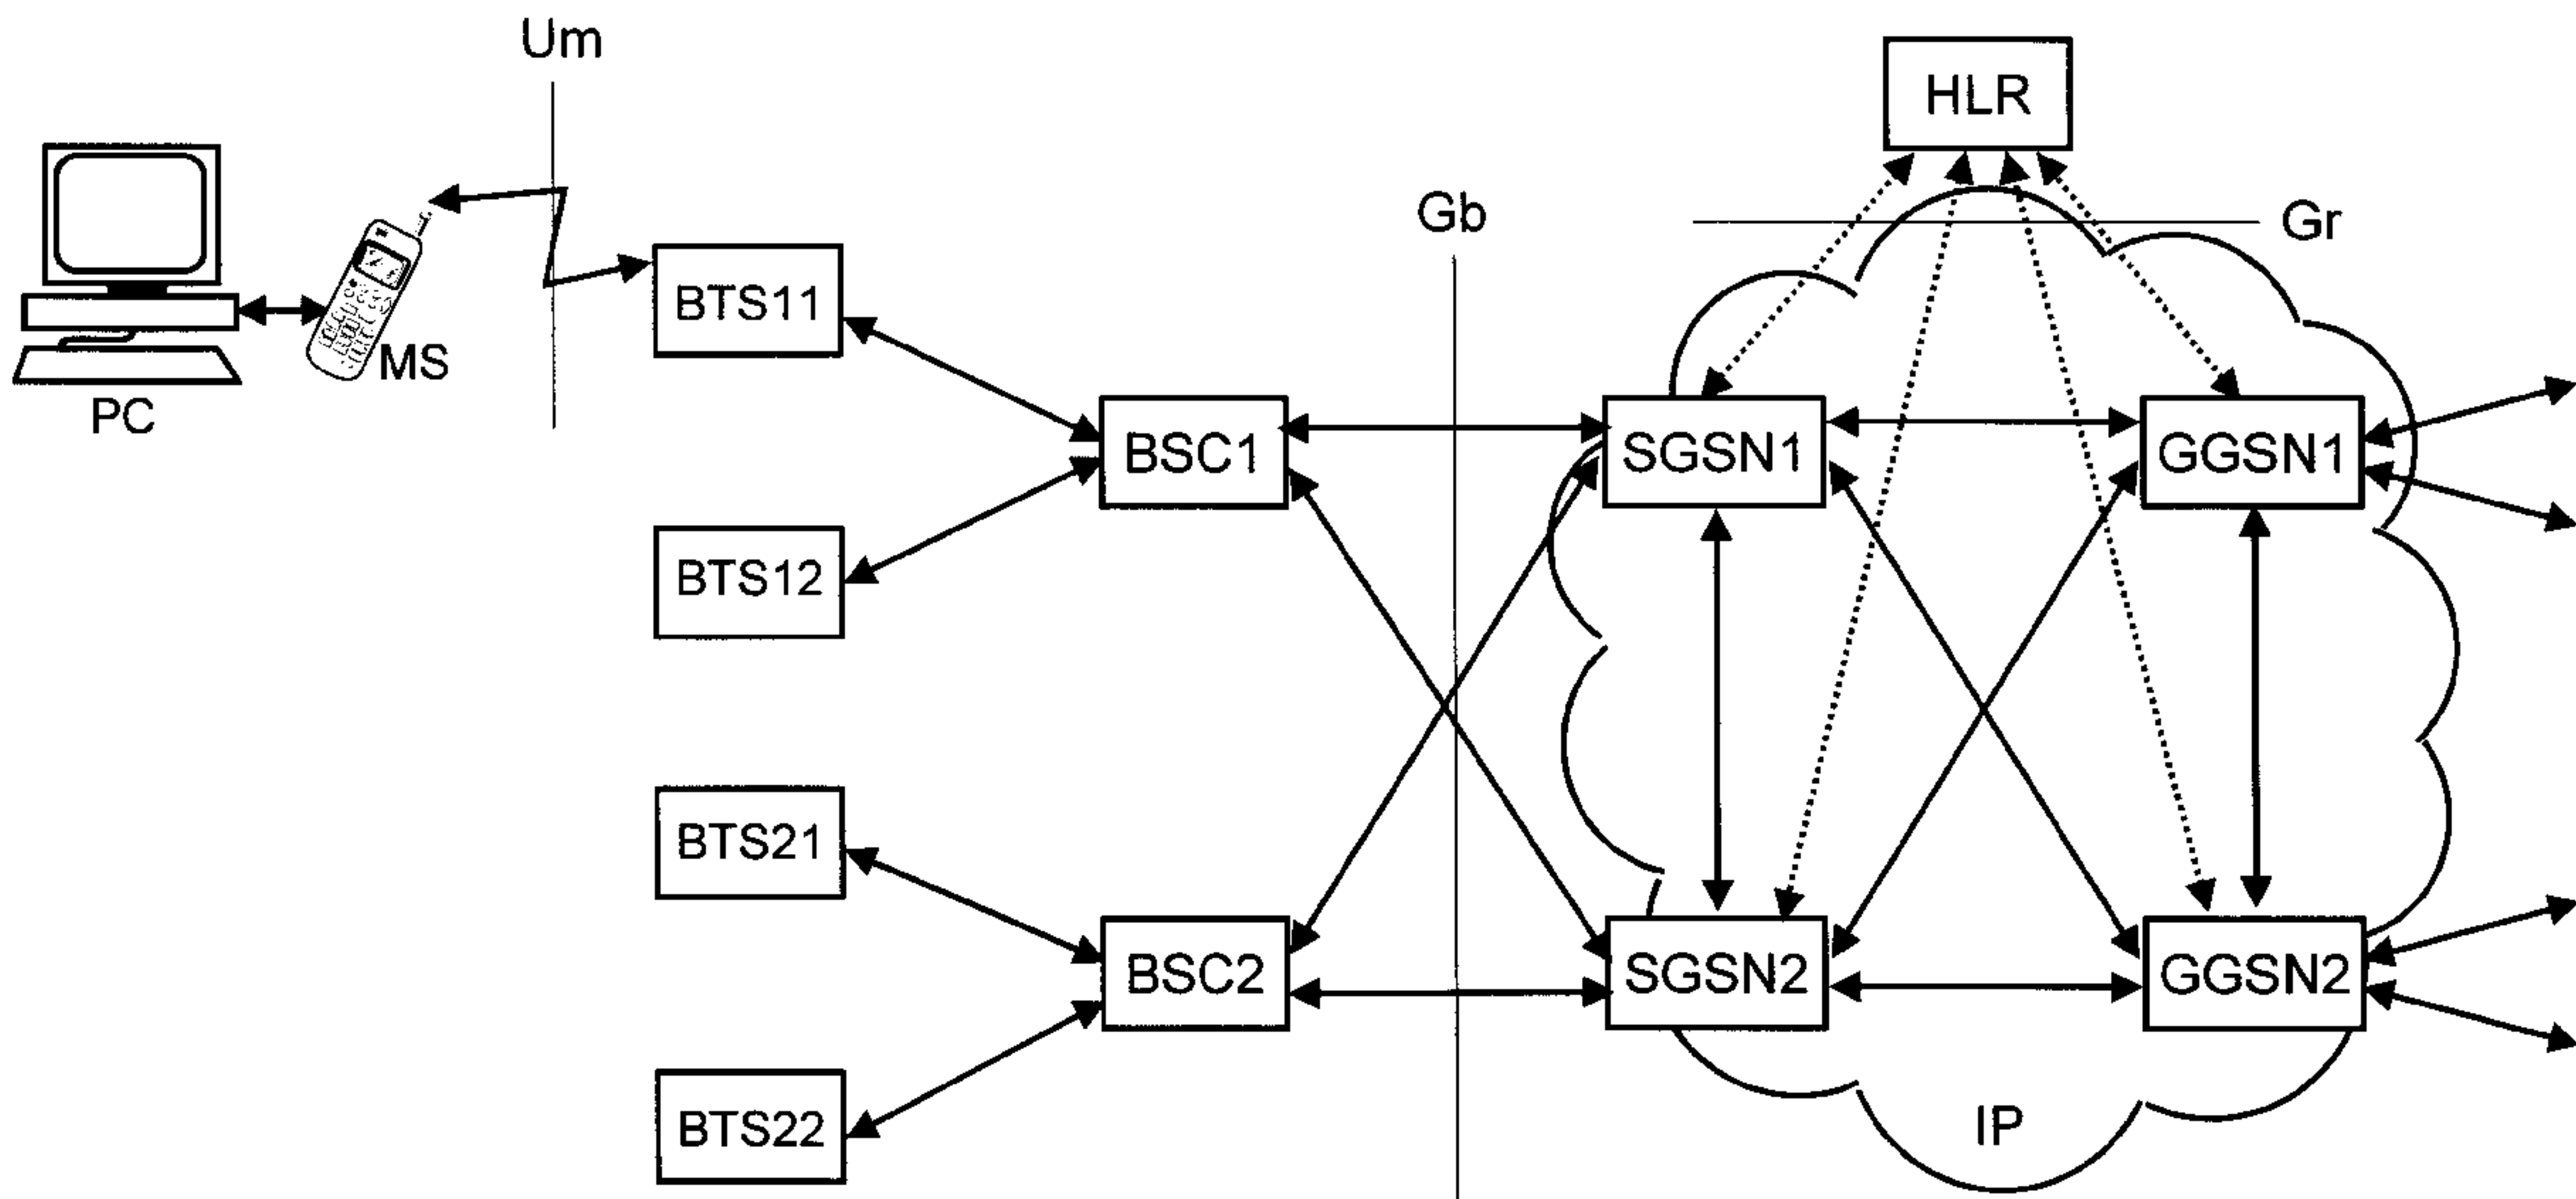 Um
HLR
Gb
Gr
BTS11
MS
PC
BSC1
SGSN1
GGSN1
BTS12
BTS21
BSC2
SGSN2
GGSN2
BTS22
IP